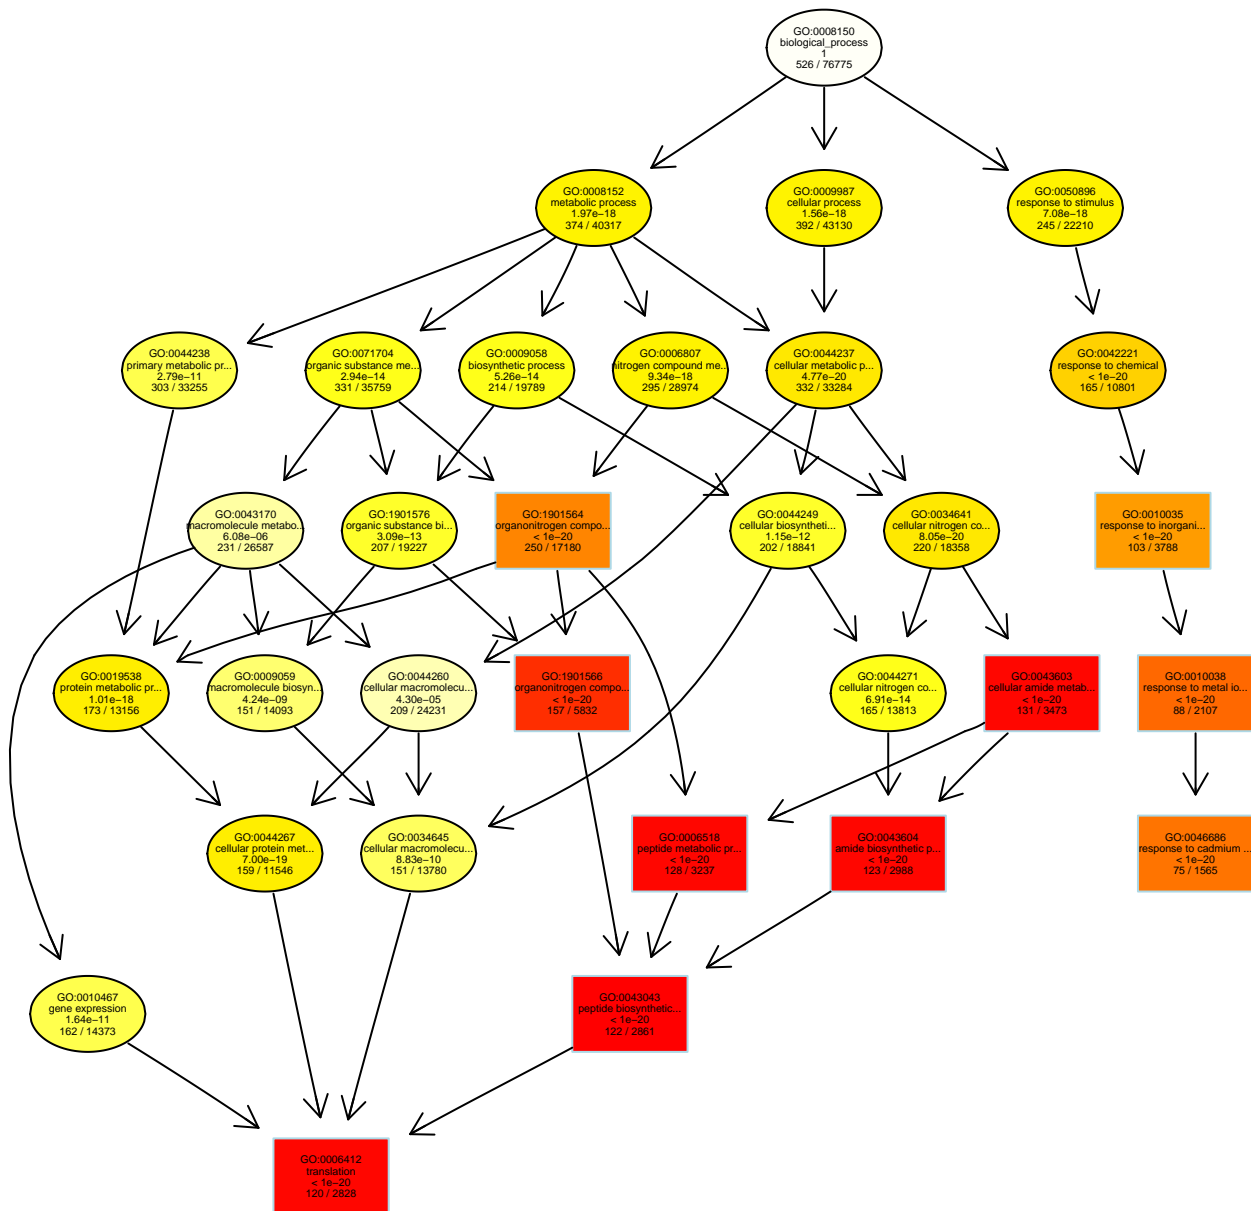 GO:0008150
biological_process
1
526 / 76775
GO:0008152
metabolic process
1.97e−18
374 / 40317
GO:0009987
cellular process
1.56e−18
392 / 43130
GO:0050896
response to stimulus
7.08e−18
245 / 22210
GO:0044238
primary metabolic pr...
2.79e−11
303 / 33255
GO:0071704
organic substance me...
2.94e−14
331 / 35759
GO:0009058
biosynthetic process
5.26e−14
214 / 19789
GO:0006807
nitrogen compound me...
9.34e−18
295 / 28974
GO:0044237
cellular metabolic p...
4.77e−20
332 / 33284
GO:0042221
response to chemical
< 1e−20
165 / 10801
GO:0043170
macromolecule metabo...
6.08e−06
231 / 26587
GO:1901576
organic substance bi...
3.09e−13
207 / 19227
GO:1901564
organonitrogen compo...
< 1e−20
250 / 17180
GO:0044249
cellular biosyntheti...
1.15e−12
202 / 18841
GO:0034641
cellular nitrogen co...
8.05e−20
220 / 18358
GO:0010035
response to inorgani...
< 1e−20
103 / 3788
GO:0019538
protein metabolic pr...
1.01e−18
173 / 13156
GO:0009059
macromolecule biosyn...
4.24e−09
151 / 14093
GO:0044260
cellular macromolecu...
4.30e−05
209 / 24231
GO:1901566
organonitrogen compo...
< 1e−20
157 / 5832
GO:0044271
cellular nitrogen co...
6.91e−14
165 / 13813
GO:0043603
cellular amide metab...
< 1e−20
131 / 3473
GO:0010038
response to metal io...
< 1e−20
88 / 2107
GO:0044267
cellular protein met...
7.00e−19
159 / 11546
GO:0034645
cellular macromolecu...
8.83e−10
151 / 13780
GO:0006518
peptide metabolic pr...
< 1e−20
128 / 3237
GO:0043604
amide biosynthetic p...
< 1e−20
123 / 2988
GO:0046686
response to cadmium ...
< 1e−20
75 / 1565
GO:0010467
gene expression
1.64e−11
162 / 14373
GO:0043043
peptide biosynthetic...
< 1e−20
122 / 2861
GO:0006412
translation
< 1e−20
120 / 2828